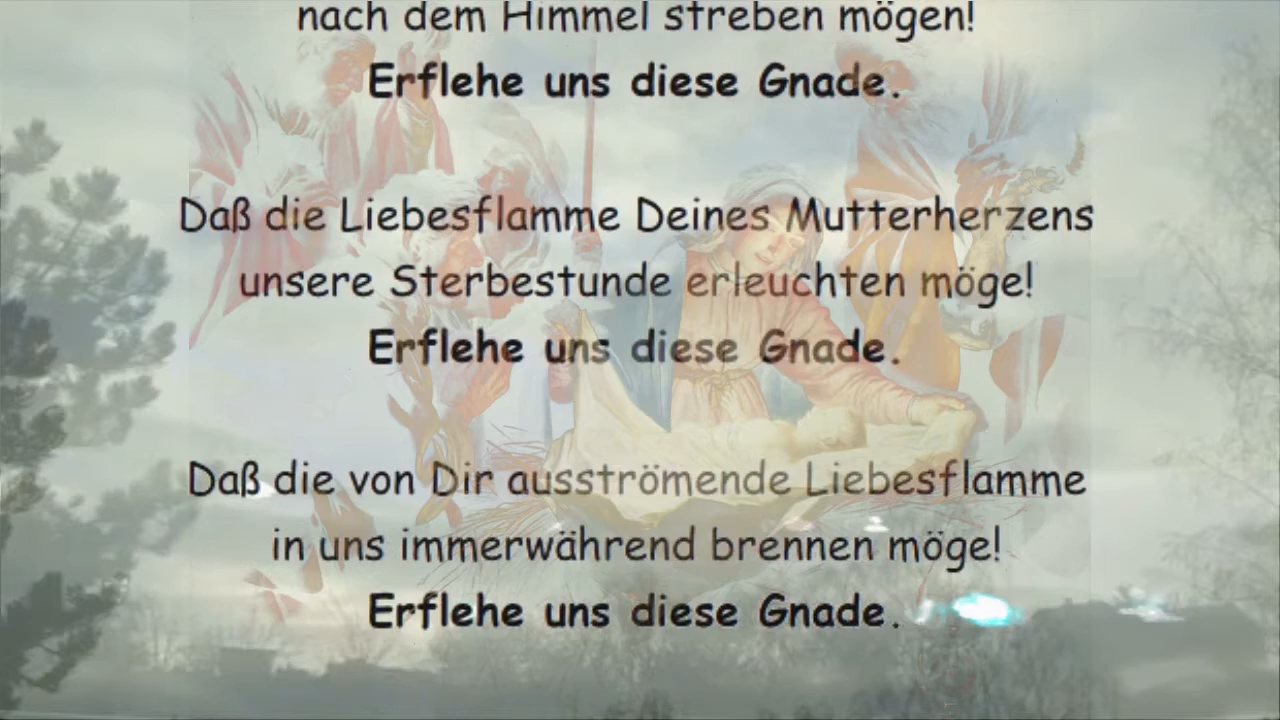 nach dem Himmel streben mögen!
Erflehe uns diese Gnade.
Daß die Liebesflamme Deines Mutterherzens
unsere Sterbestunde erleuchten möge!
Erflehe uns diese Gnade.
Daß die von Dir ausströmende Liebesflamme
in uns immerwährend brennen möge!
Erflehe uns diese Gnade.